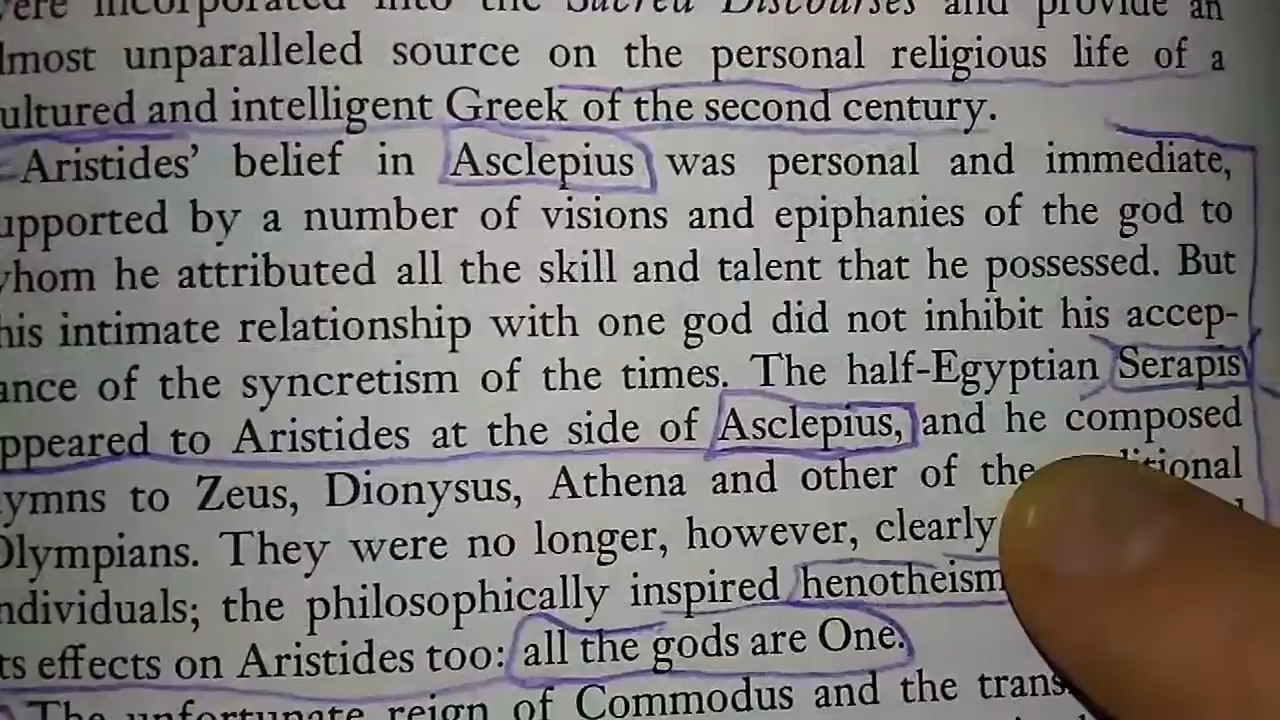 incorporated into the Sacred Discourses and provide an
lmost unparalleled source on the personal religious life of a
ultured and intelligent Greek of the second century.
Aristides' belief in Asclepius was personal and immediate,
upported by a number of visions and epiphanies of the god to
whom he attributed all the skill and talent that he possessed. But
his intimate relationship with one god did not inhibit his accep-
ance of the syncretism of the times. The half-Egyptian Serapis
ppeared to Aristides at the side of Asclepius, and he composed
ymns to Zeus, Dionysus, Athena and other of the
Olympians. They were no longer, however, clearly
ndividuals; the philosophically inspired henotheism
ts effects on Aristides too: all the gods are One.
The unfortunate reign of Commodus and the